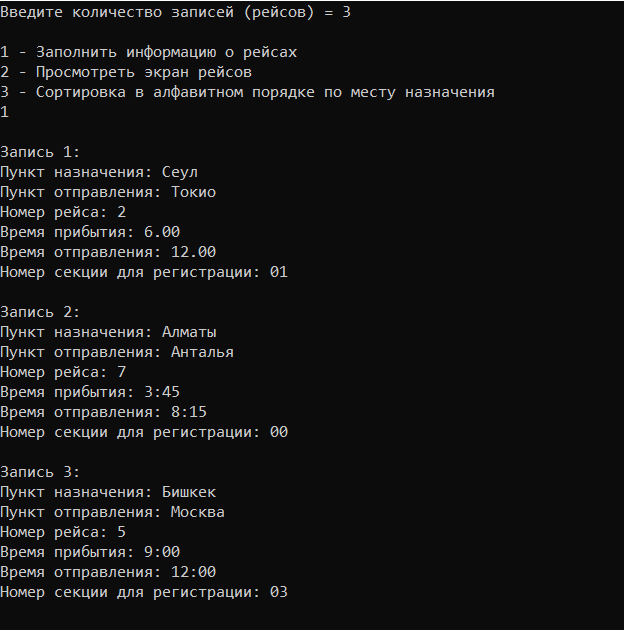 Введите количество записей (рейсов) = 3
1 - Заполнить информацию о рейсах
2 - Просмотреть экран рейсов
3 - Сортировка в алфавитном порядке по месту назначения
1
Запись 1:
Пункт назначения: Сеул
Пункт отправления: Токио
Номер рейса: 2
Время прибытия: 6.00
Время отправления: 12.00
Номер секции для регистрации: 01
Запись 2:
Пункт назначения: Алматы
Пункт отправления: Анталья
Номер рейса: 7
Время прибытия: 3:45
Время отправления: 8:15
Номер секции для регистрации: 00
Запись 3:
Пункт назначения: Бишкек
Пункт отправления: Москва
Номер рейса: 5
Время прибытия: 9:00
Время отправления: 12:00
Номер секции для регистрации: 03